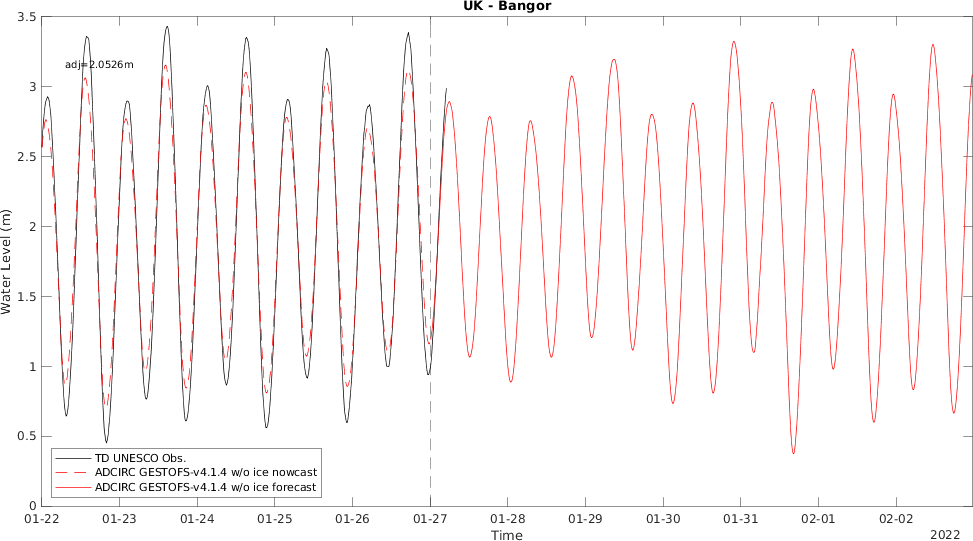 UK - Bangor
3.5
3
2.5
2
1.5
1
0.5
0
Water Level (m)
adj=2.0526m
TD UNESCO Obs.
ADCIRC GESTOFS-v4.1.4 w/o ice nowcast
ADCIRC GESTOFS-v4.1.4 w/o ice forecast
01-22 01-23 01-24 01-25 01-26 01-27 01-28 01-29 01-30 01-31 02-01 02-02
Time
2022